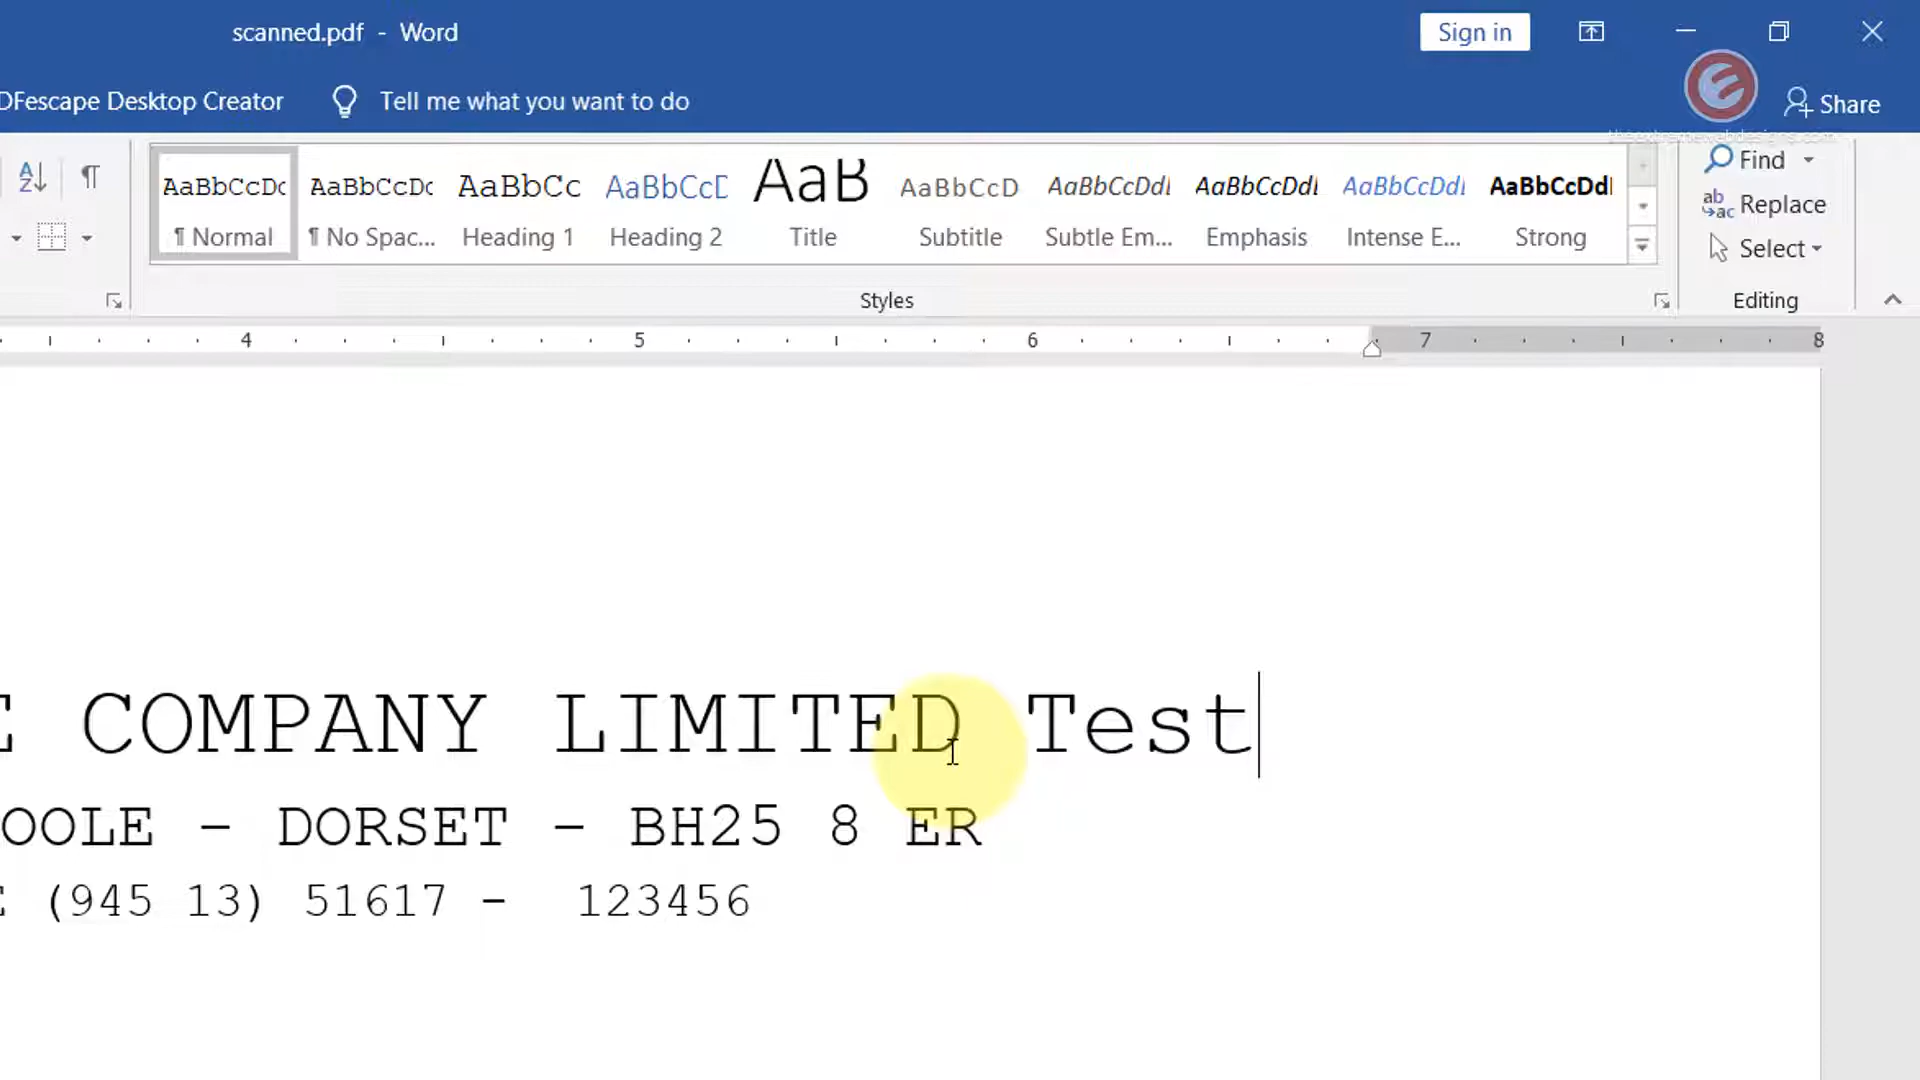 scanned.pdf - Word
Sign in
DFescape Desktop Creator
Tell me what you want to do
Share
theextremewebdesigns.com
AaBbCcDc
AaBbCcDc
AaBbCc
AaBbCcD
AaB
AaBbCcD
AaBbCcDdI
AaBbCcDdI
AaBbCcDdI
AaBbCcDdI
¶ Normal
¶ No Spac...
Heading 1
Heading 2
Title
Subtitle
Subtle Em...
Emphasis
Intense E...
Strong
Find
Replace
Select
Styles
Editing
4 5 6 7 8
E COMPANY LIMITED Test
OOLE - DORSET - BH25 8 ER
E (945 13) 51617 - 123456